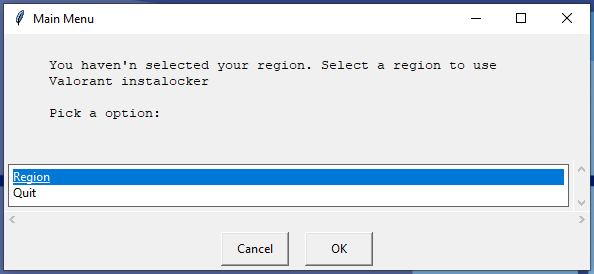 Main Menu
You haven'n selected your region. Select a region to use
Valorant instalocker
Pick a option:
Region
Quit
Cancel
OK